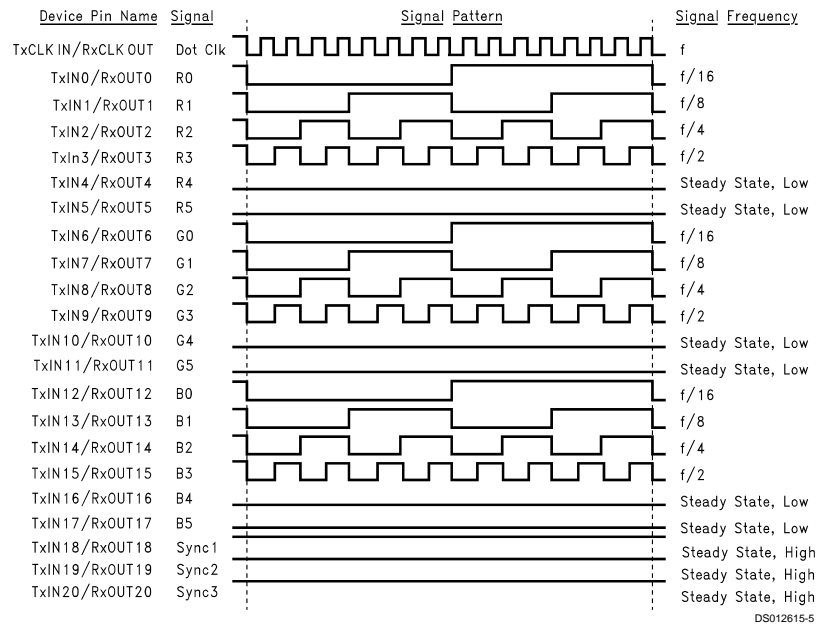 Device Pin Name Signal Signal Pattern Signal Frequency
TxCLK IN/RxCLK OUT Dot Clk f
TxIN0/RxOUT0 R0 f/16
TxIN1/RxOUT1 R1 f/8
TxIN2/RxOUT2 R2 f/4
TxIn3/RxOUT3 R3 f/2
TxIN4/RxOUT4 R4 Steady State, Low
TxIN5/RxOUT5 R5 Steady State, Low
TxIN6/RxOUT6 G0 f/16
TxIN7/RxOUT7 G1 f/8
TxIN8/RxOUT8 G2 f/4
TxIN9/RxOUT9 G3 f/2
TxIN10/RxOUT10 G4 Steady State, Low
TxIN11/RxOUT11 G5 Steady State, Low
TxIN12/RxOUT12 B0 f/16
TxIN13/RxOUT13 B1 f/8
TxIN14/RxOUT14 B2 f/4
TxIN15/RxOUT15 B3 f/2
TxIN16/RxOUT16 B4 Steady State, Low
TxIN17/RxOUT17 B5 Steady State, Low
TxIN18/RxOUT18 Sync1 Steady State, High
TxIN19/RxOUT19 Sync2 Steady State, High
TxIN20/RxOUT20 Sync3 Steady State, High
DS012615-5